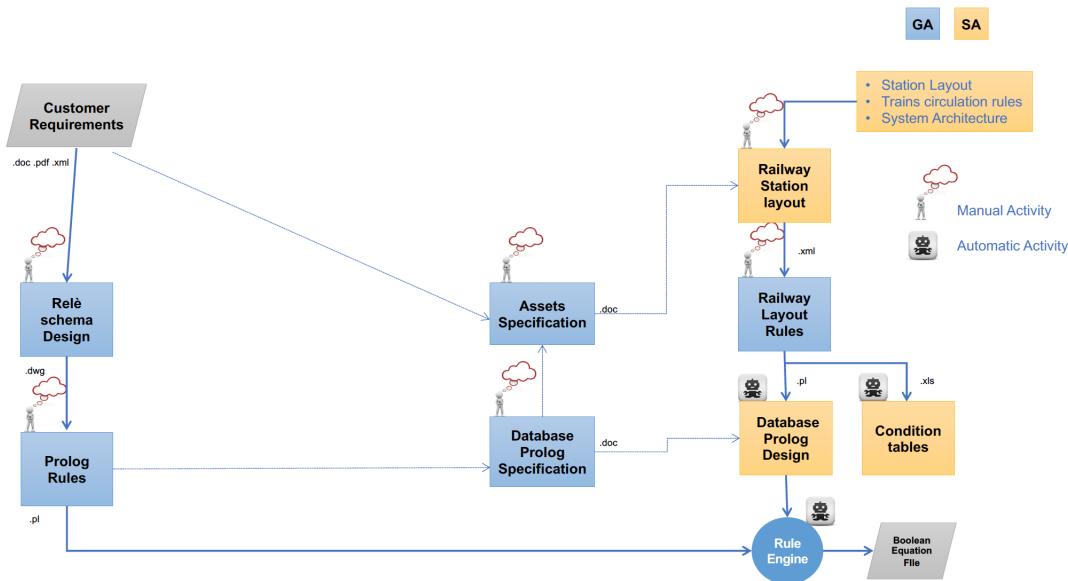 GA
SA
Customer
Requirements
• Station Layout
• Trains circulation rules
• System Architecture
.doc .pdf .xml
Railway
Station
layout
Manual Activity
Automatic Activity
.xml
Relè
schema
Design
Assets
Specification
.doc
Railway
Layout
Rules
.dwg
.pl
.xls
Prolog
Rules
Database
Prolog
Specification
.doc
Database
Prolog
Design
Condition
tables
.pl
Rule
Engine
Boolean
Equation
FIle